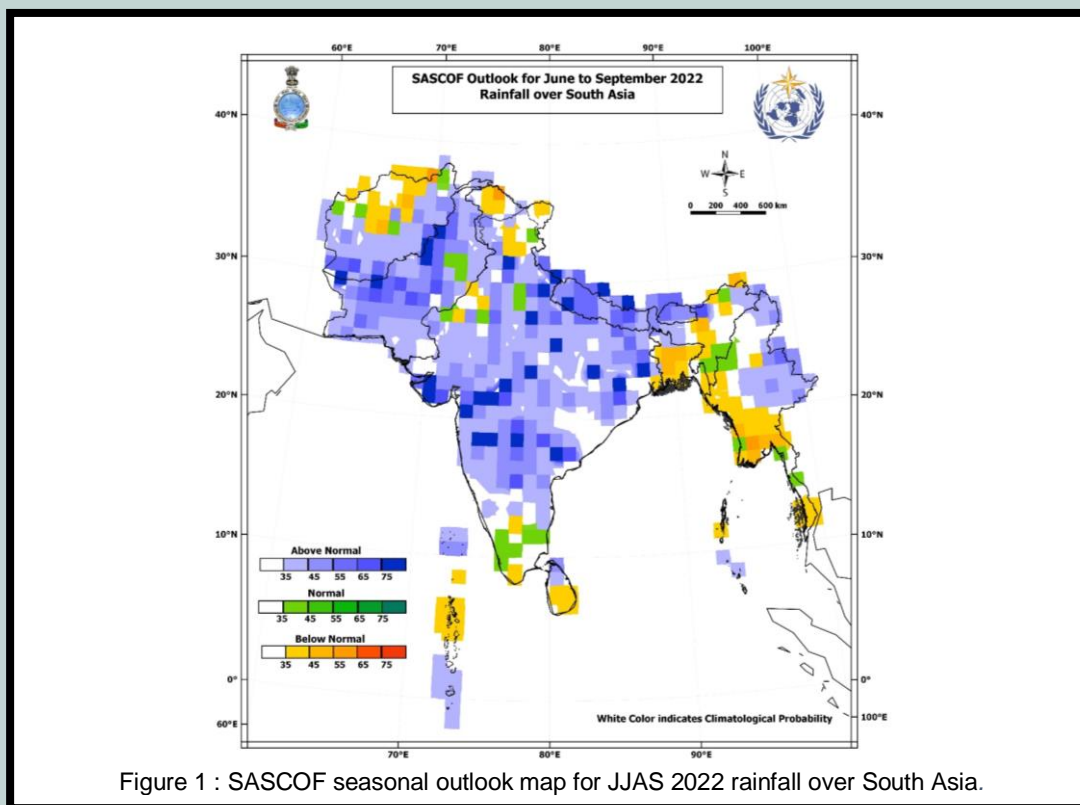 60°E 70°E 80°E 90°E 100°E
SASCOF Outlook for June to September 2022
Rainfall over South Asia
40°N 40°N
N
W E
S
0 200 400 600 km
30°N 30°N
20°N 20°N
10°N 10°N
Above Normal
35 45 55 65 75
Normal
35 45 55 65 75
Below Normal
35 45 55 65 75
0° 0°
White Color indicates Climatological Probability
60°E 100°E
70°E 80°E 90°E
Figure 1 : SASCOF seasonal outlook map for JJAS 2022 rainfall over South Asia.